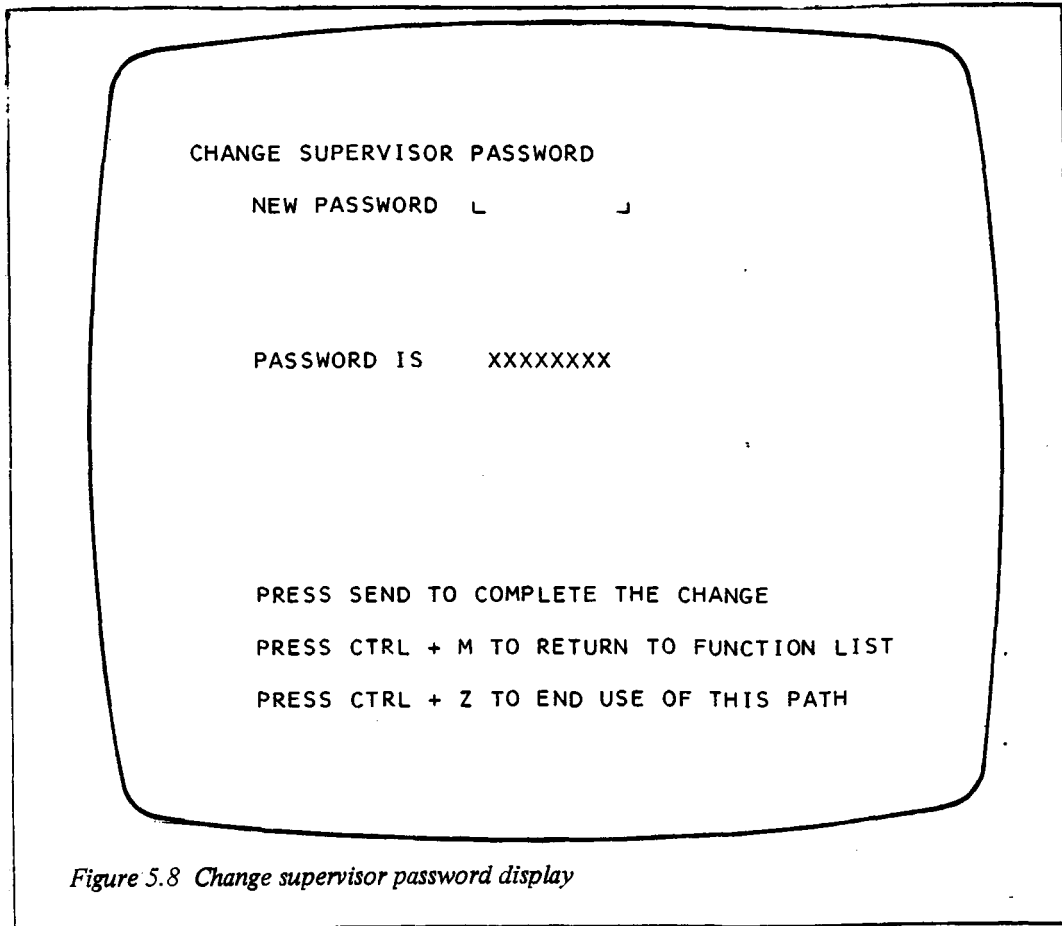 CHANGE SUPERVISOR PASSWORD
NEW PASSWORD ⌞ ⌟
PASSWORD IS XXXXXXXX
PRESS SEND TO COMPLETE THE CHANGE
PRESS CTRL + M TO RETURN TO FUNCTION LIST
PRESS CTRL + Z TO END USE OF THIS PATH
Figure 5.8 Change supervisor password display